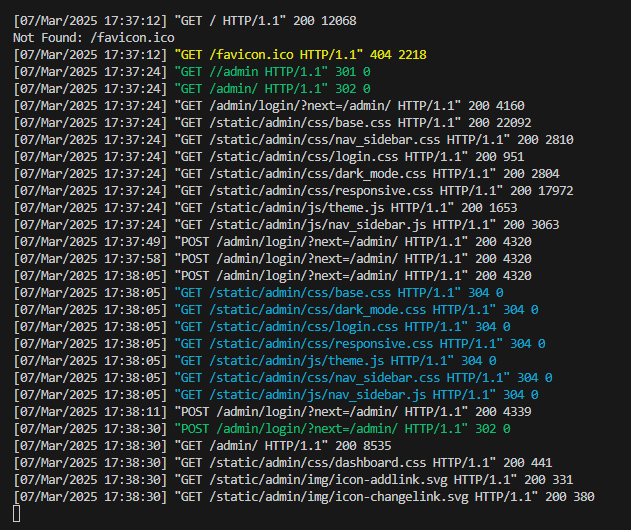 [07/Mar/2025 17:37:12] "GET / HTTP/1.1" 200 12068
Not Found: /favicon.ico
[07/Mar/2025 17:37:12] "GET /favicon.ico HTTP/1.1" 404 2218
[07/Mar/2025 17:37:24] "GET //admin HTTP/1.1" 301 0
[07/Mar/2025 17:37:24] "GET /admin/ HTTP/1.1" 302 0
[07/Mar/2025 17:37:24] "GET /admin/login/?next=/admin/ HTTP/1.1" 200 4160
[07/Mar/2025 17:37:24] "GET /static/admin/css/base.css HTTP/1.1" 200 22092
[07/Mar/2025 17:37:24] "GET /static/admin/css/nav_sidebar.css HTTP/1.1" 200 2810
[07/Mar/2025 17:37:24] "GET /static/admin/css/login.css HTTP/1.1" 200 951
[07/Mar/2025 17:37:24] "GET /static/admin/css/dark_mode.css HTTP/1.1" 200 2804
[07/Mar/2025 17:37:24] "GET /static/admin/css/responsive.css HTTP/1.1" 200 17972
[07/Mar/2025 17:37:24] "GET /static/admin/js/theme.js HTTP/1.1" 200 1653
[07/Mar/2025 17:37:24] "GET /static/admin/js/nav_sidebar.js HTTP/1.1" 200 3063
[07/Mar/2025 17:37:49] "POST /admin/login/?next=/admin/ HTTP/1.1" 200 4320
[07/Mar/2025 17:37:58] "POST /admin/login/?next=/admin/ HTTP/1.1" 200 4320
[07/Mar/2025 17:38:05] "POST /admin/login/?next=/admin/ HTTP/1.1" 200 4320
[07/Mar/2025 17:38:05] "GET /static/admin/css/base.css HTTP/1.1" 304 0
[07/Mar/2025 17:38:05] "GET /static/admin/css/dark_mode.css HTTP/1.1" 304 0
[07/Mar/2025 17:38:05] "GET /static/admin/css/login.css HTTP/1.1" 304 0
[07/Mar/2025 17:38:05] "GET /static/admin/css/responsive.css HTTP/1.1" 304 0
[07/Mar/2025 17:38:05] "GET /static/admin/js/theme.js HTTP/1.1" 304 0
[07/Mar/2025 17:38:05] "GET /static/admin/css/nav_sidebar.css HTTP/1.1" 304 0
[07/Mar/2025 17:38:05] "GET /static/admin/js/nav_sidebar.js HTTP/1.1" 304 0
[07/Mar/2025 17:38:11] "POST /admin/login/?next=/admin/ HTTP/1.1" 200 4339
[07/Mar/2025 17:38:30] "POST /admin/login/?next=/admin/ HTTP/1.1" 302 0
[07/Mar/2025 17:38:30] "GET /admin/ HTTP/1.1" 200 8535
[07/Mar/2025 17:38:30] "GET /static/admin/css/dashboard.css HTTP/1.1" 200 441
[07/Mar/2025 17:38:30] "GET /static/admin/img/icon-addlink.svg HTTP/1.1" 200 331
[07/Mar/2025 17:38:30] "GET /static/admin/img/icon-changelink.svg HTTP/1.1" 200 380